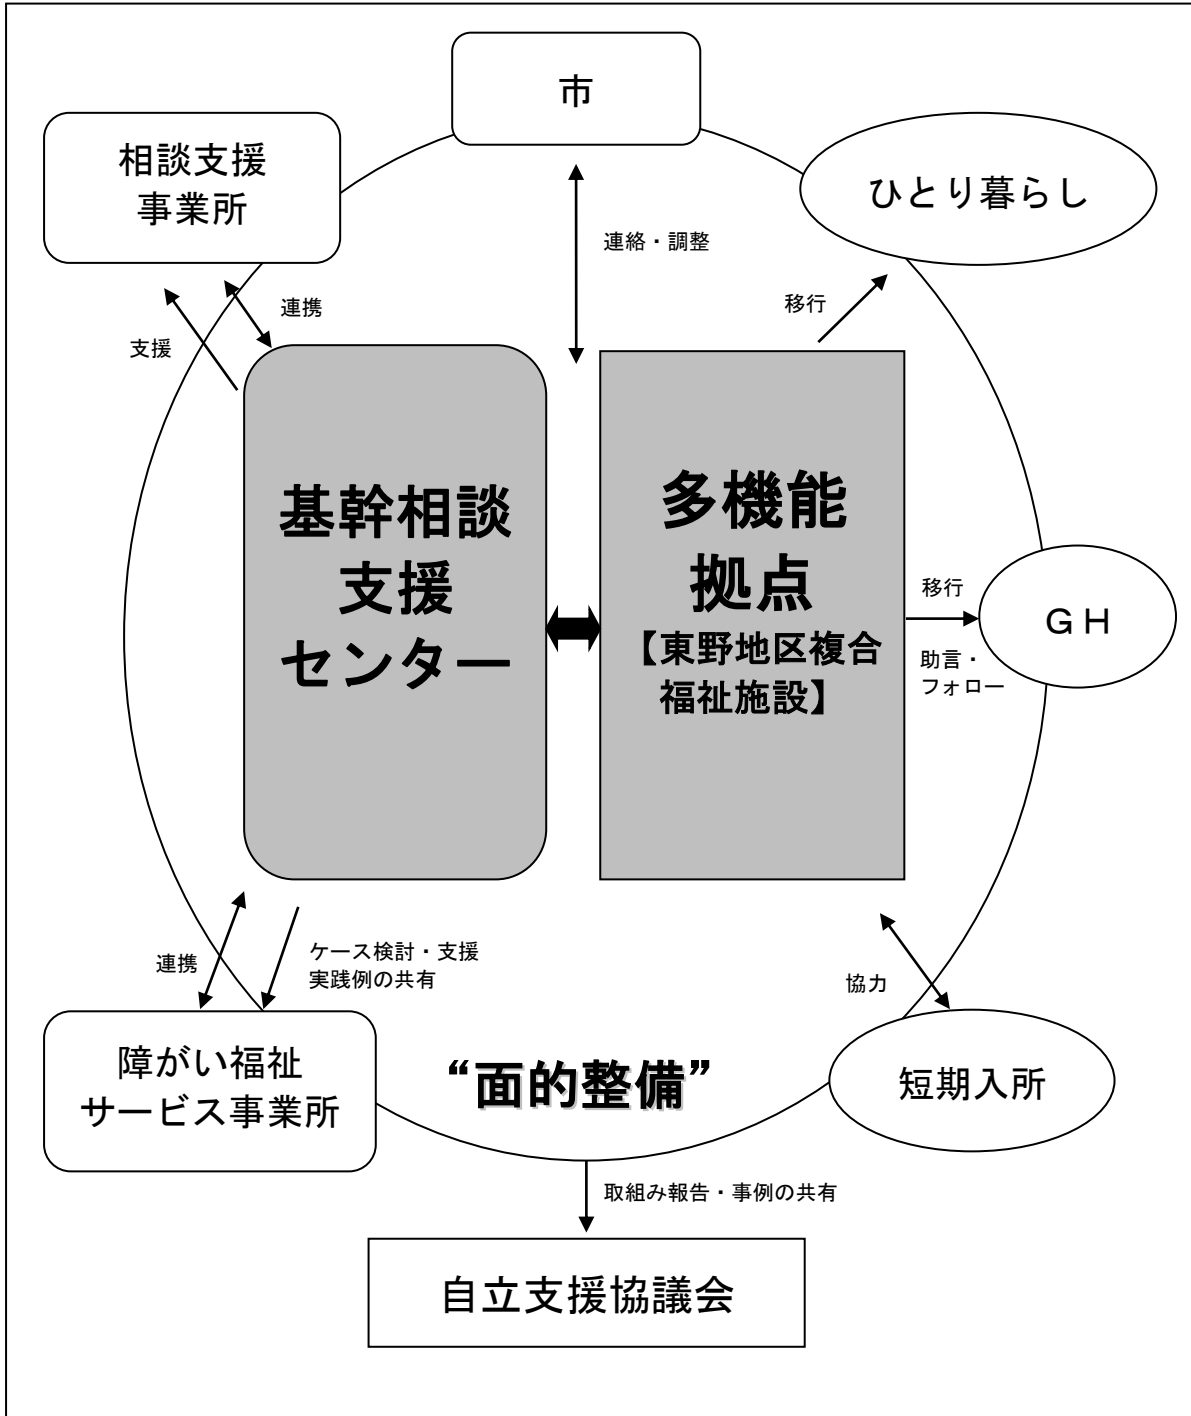 市
相談支援
事業所
ひとり暮らし
連絡・調整
移行
連携
支援
基幹相談
支援
センター
多機能
拠点
【東野地区複合
福祉施設】
移行
ＧＨ
助言・
フォロー
ケース検討・支援
実践例の共有
連携
協力
障がい福祉
サービス事業所
“面的整備”
短期入所
取組み報告・事例の共有
自立支援協議会